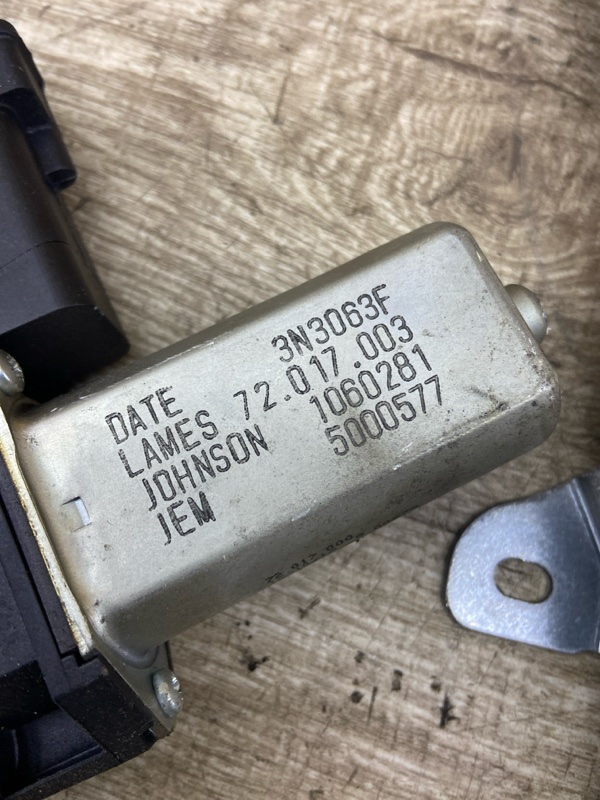 DATE 3N3063F
LAMES 72.017.003
JOHNSON 1060281
JEM 5000577